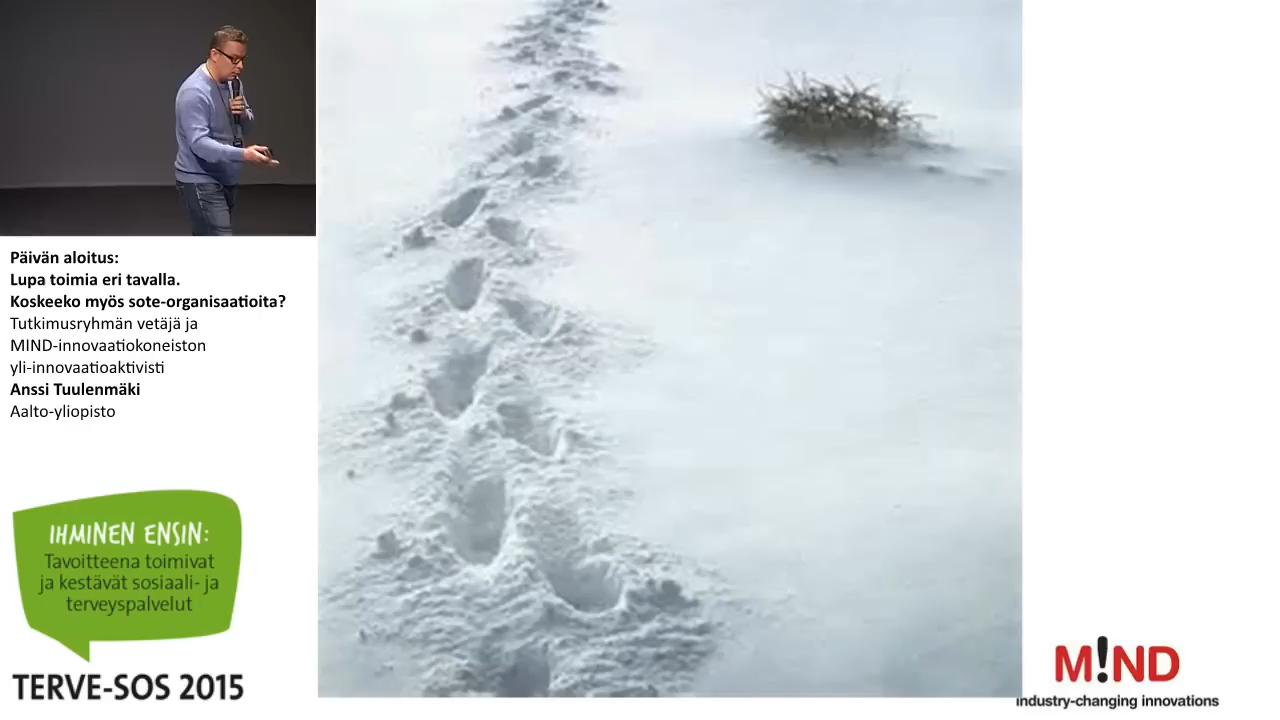 Päivän aloitus:
Lupa toimia eri tavalla.
Koskeeko myös sote-organisaatioita?
Tutkimusryhmän vetäjä ja
MIND-innovaatiokoneiston
yli-innovaatioaktivisti
Anssi Tuulenmäki
Aalto-yliopisto
IHMINEN ENSIN:
Tavoitteena toimivat
ja kestävät sosiaali- ja
terveyspalvelut
TERVE-SOS 2015
M!ND
industry-changing innovations